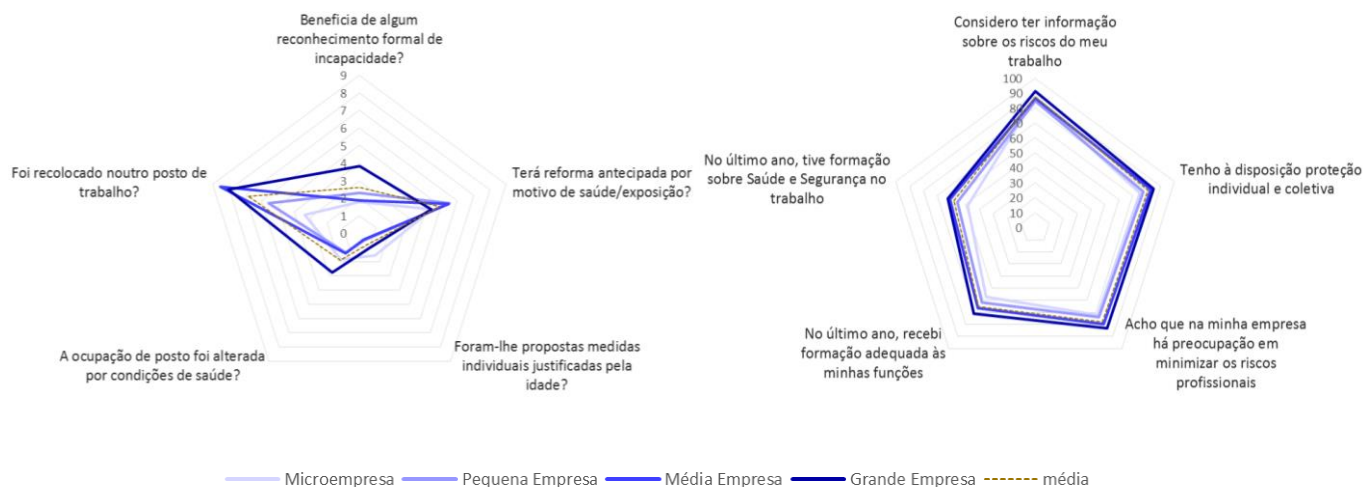 Beneficia de algum
reconhecimento formal de
incapacidade?
9
8
7
6
5
4
3
2
1
0
Terá reforma antecipada por
motivo de saúde/exposição?
Foram-lhe propostas medidas
individuais justificadas pela
idade?
A ocupação de posto foi alterada
por condições de saúde?
Foi recolocado noutro posto de
trabalho?
Considero ter informação
sobre os riscos do meu
trabalho
100
90
80
70
60
50
40
30
20
10
0
Tenho à disposição proteção
individual e coletiva
Acho que na minha empresa
há preocupação em
minimizar os riscos
profissionais
No último ano, recebi
formação adequada às
minhas funções
No último ano, tive formação
sobre Saúde e Segurança no
trabalho
Microempresa
Pequena Empresa
Média Empresa
Grande Empresa
média